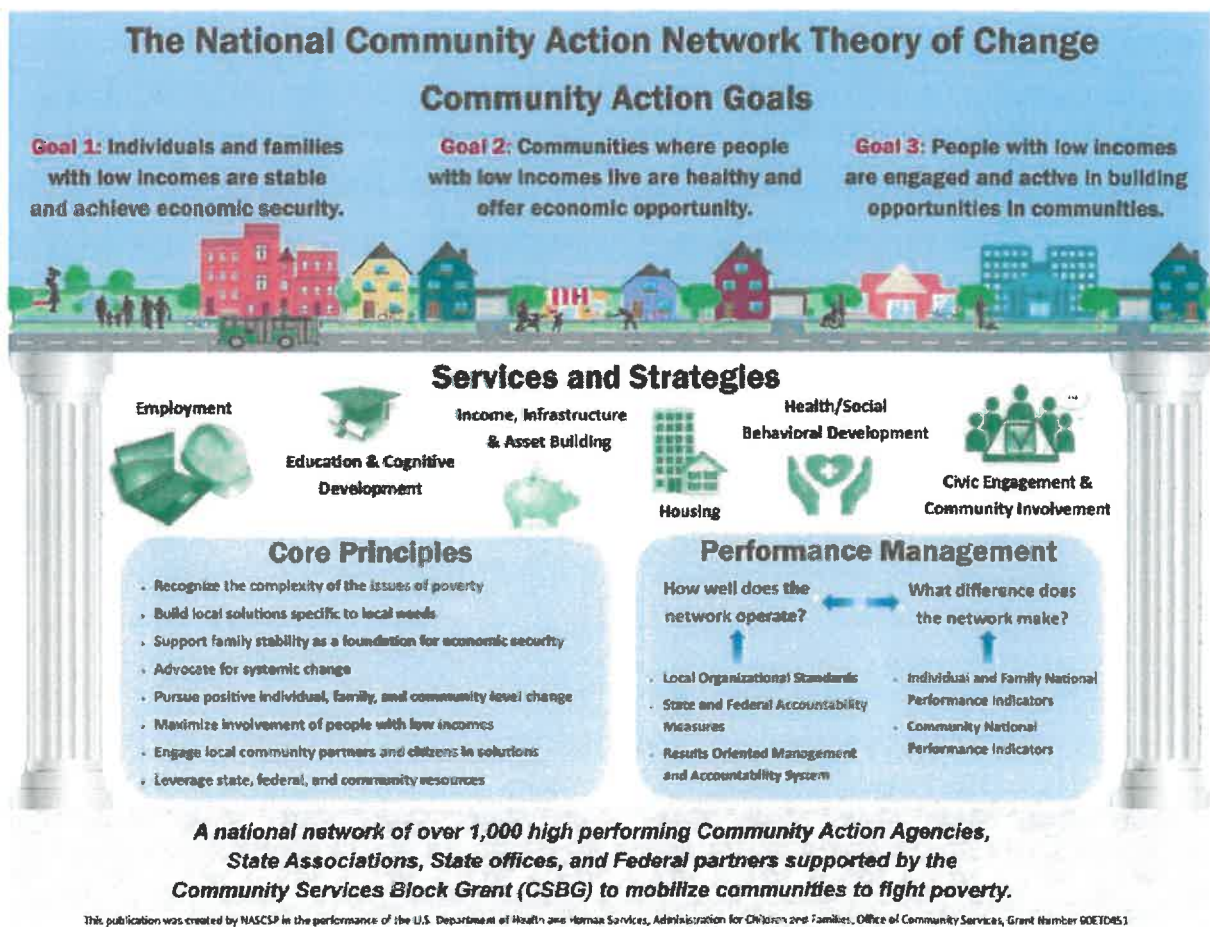 The National Community Action Network Theory of Change
Community Action Goals
Goal 1: Individuals and families
with low incomes are stable
and achieve economic security.
Goal 2: Communities where people
with low incomes live are healthy and
offer economic opportunity.
Goal 3: People with low incomes
are engaged and active in building
opportunities in communities.
Services and Strategies
Employment
Education & Cognitive
Development
Income, Infrastructure
& Asset Building
Housing
Health/Social
Behavioral Development
Civic Engagement &
Community Involvement
Core Principles
• Recognize the complexity of the issues of poverty
• Build local solutions specific to local needs
• Support family stability as a foundation for economic security
• Advocate for systemic change
• Pursue positive individual, family, and community level change
• Maximize involvement of people with low incomes
• Engage local community partners and citizens in solutions
• Leverage state, federal, and community resources
Performance Management
How well does the
network operate?
• Local Organizational Standards
• State and Federal Accountability
Measures
• Results Oriented Management
and Accountability System
What difference does
the network make?
• Individual and Family National
Performance Indicators
• Community National
Performance Indicators
A national network of over 1,000 high performing Community Action Agencies,
State Associations, State offices, and Federal partners supported by the
Community Services Block Grant (CSBG) to mobilize communities to fight poverty.
This publication was created by NASCSP in the performance of the U.S. Department of Health and Human Services, Administration for Children and Families, Office of Community Services, Grant Number